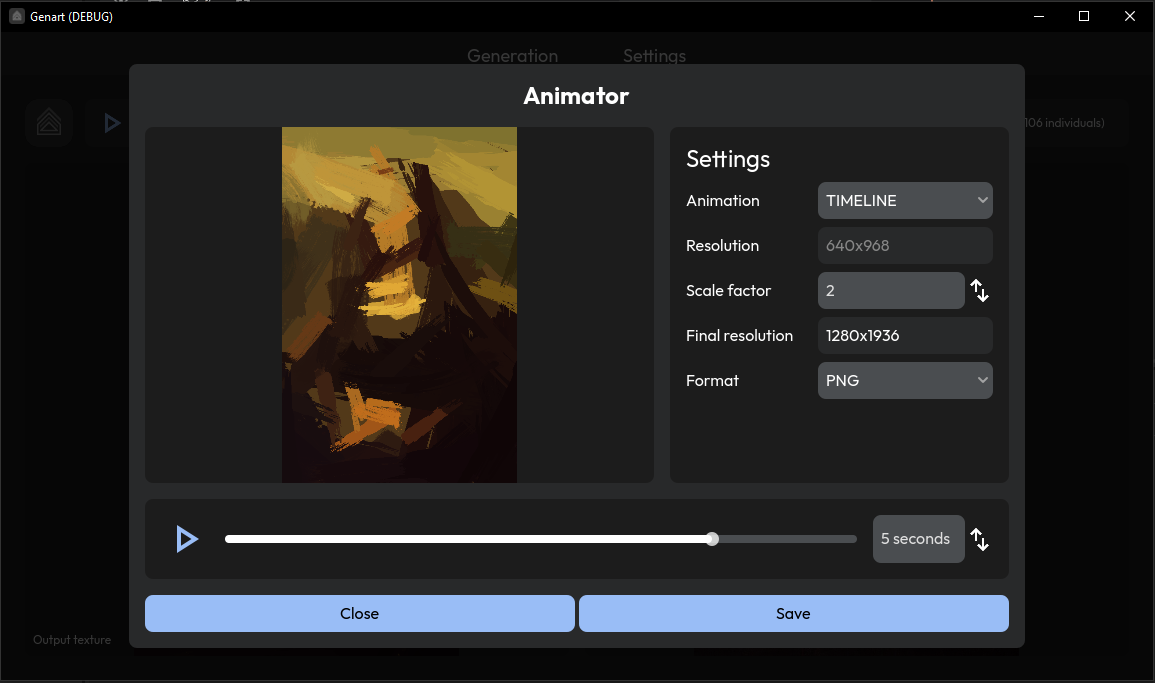 Genart (DEBUG)
Generation
Settings
106 individuals)
Animator
Settings
Animation
TIMELINE
Resolution
640x968
Scale factor
2
Final resolution
1280x1936
Format
PNG
5 seconds
Close
Save
Output texture